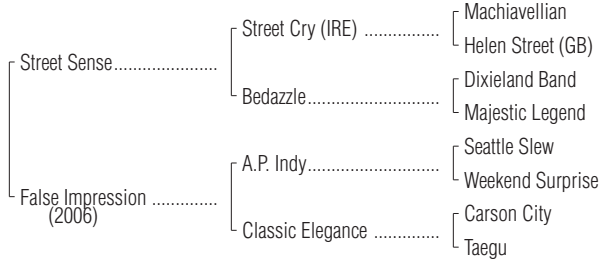 Machiavellian
Street Cry (IRE) ................
Helen Street (GB)
Street Sense......................
Dixieland Band
Bedazzle............................
Majestic Legend
Seattle Slew
A.P. Indy............................
Weekend Surprise
False Impression .............
(2006)
Carson City
Classic Elegance ..............
Taegu